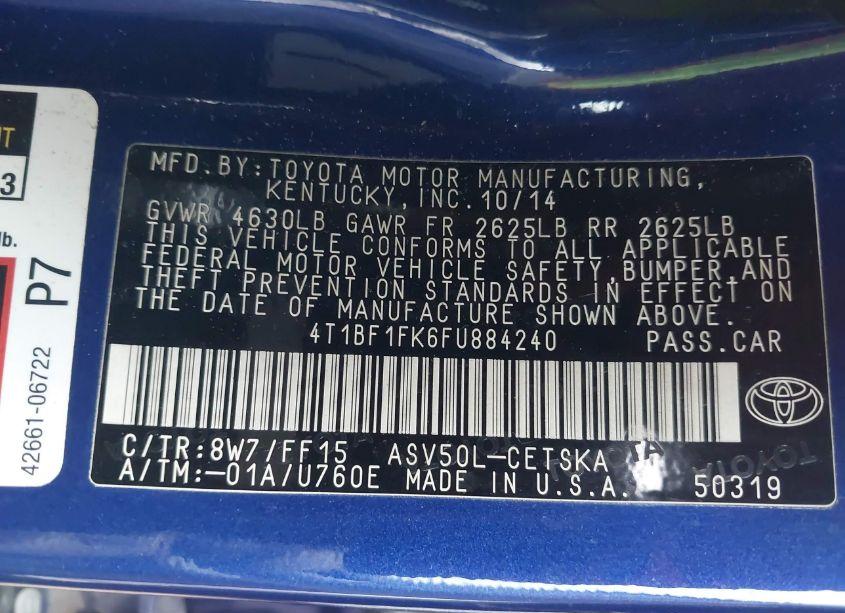 MFD.BY:TOYOTA MOTOR MANUFACTURING,
KENTUCKY, INC. 10/14
GVWR 4630LB GAWR FR 2625LB RR 2625LB
THIS VEHICLE CONFORMS TO ALL APPLICABLE
FEDERAL MOTOR VEHICLE SAFETY,BUMPER,AND
THEFT PREVENTION STANDARDS IN EFFECT ON
THE DATE OF MANUFACTURE SHOWN ABOVE.
4T1BF1FK6FU884240 PASS.CAR
C/TR:8W7/FF15 ASV50L-CETSKA
A/TM:-01A/U760E MADE IN U.S.A. 50319
3
lb.
P7
42661-06722